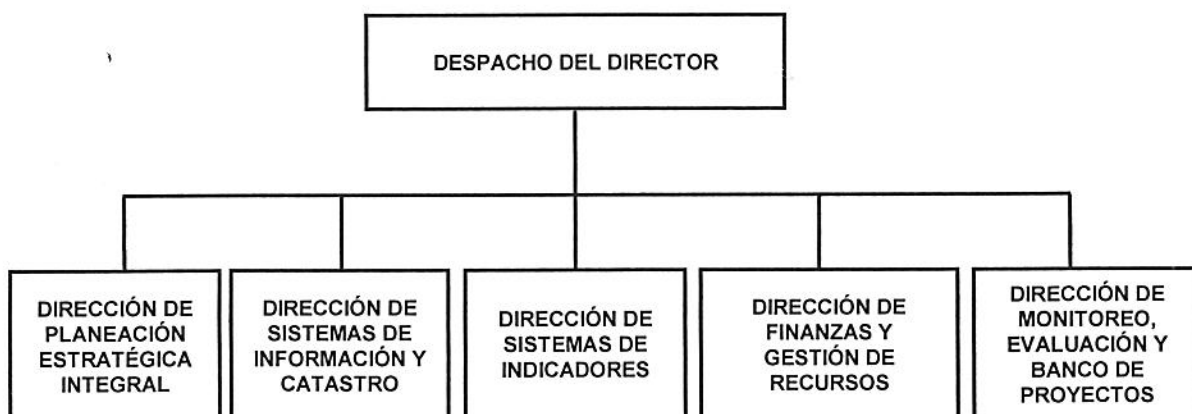 DESPACHO DEL DIRECTOR
DIRECCIÓN DE
PLANEACIÓN
ESTRATÉGICA
INTEGRAL
DIRECCIÓN DE
SISTEMAS DE
INFORMACIÓN Y
CATASTRO
DIRECCIÓN DE
SISTEMAS DE
INDICADORES
DIRECCIÓN DE
FINANZAS Y
GESTIÓN DE
RECURSOS
DIRECCIÓN DE
MONITOREO,
EVALUACIÓN Y
BANCO DE
PROYECTOS